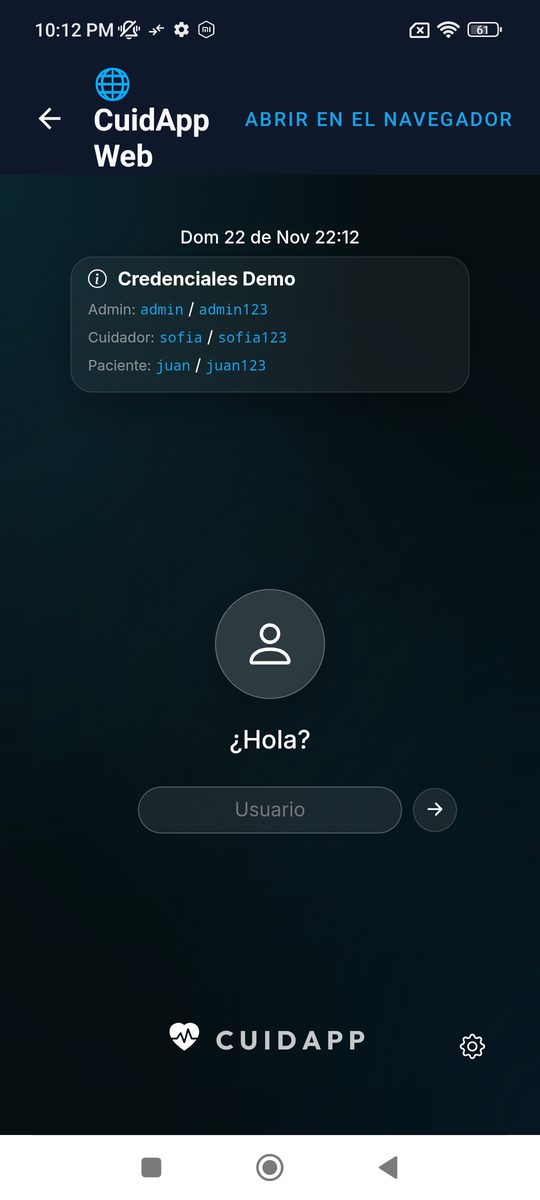 10:12 PM
61
CuidApp
Web
ABRIR EN EL NAVEGADOR
Dom 22 de Nov 22:12
Credenciales Demo
Admin: admin / admin123
Cuidador: sofia / sofia123
Paciente: juan / juan123
¿Hola?
Usuario
CUIDAPP